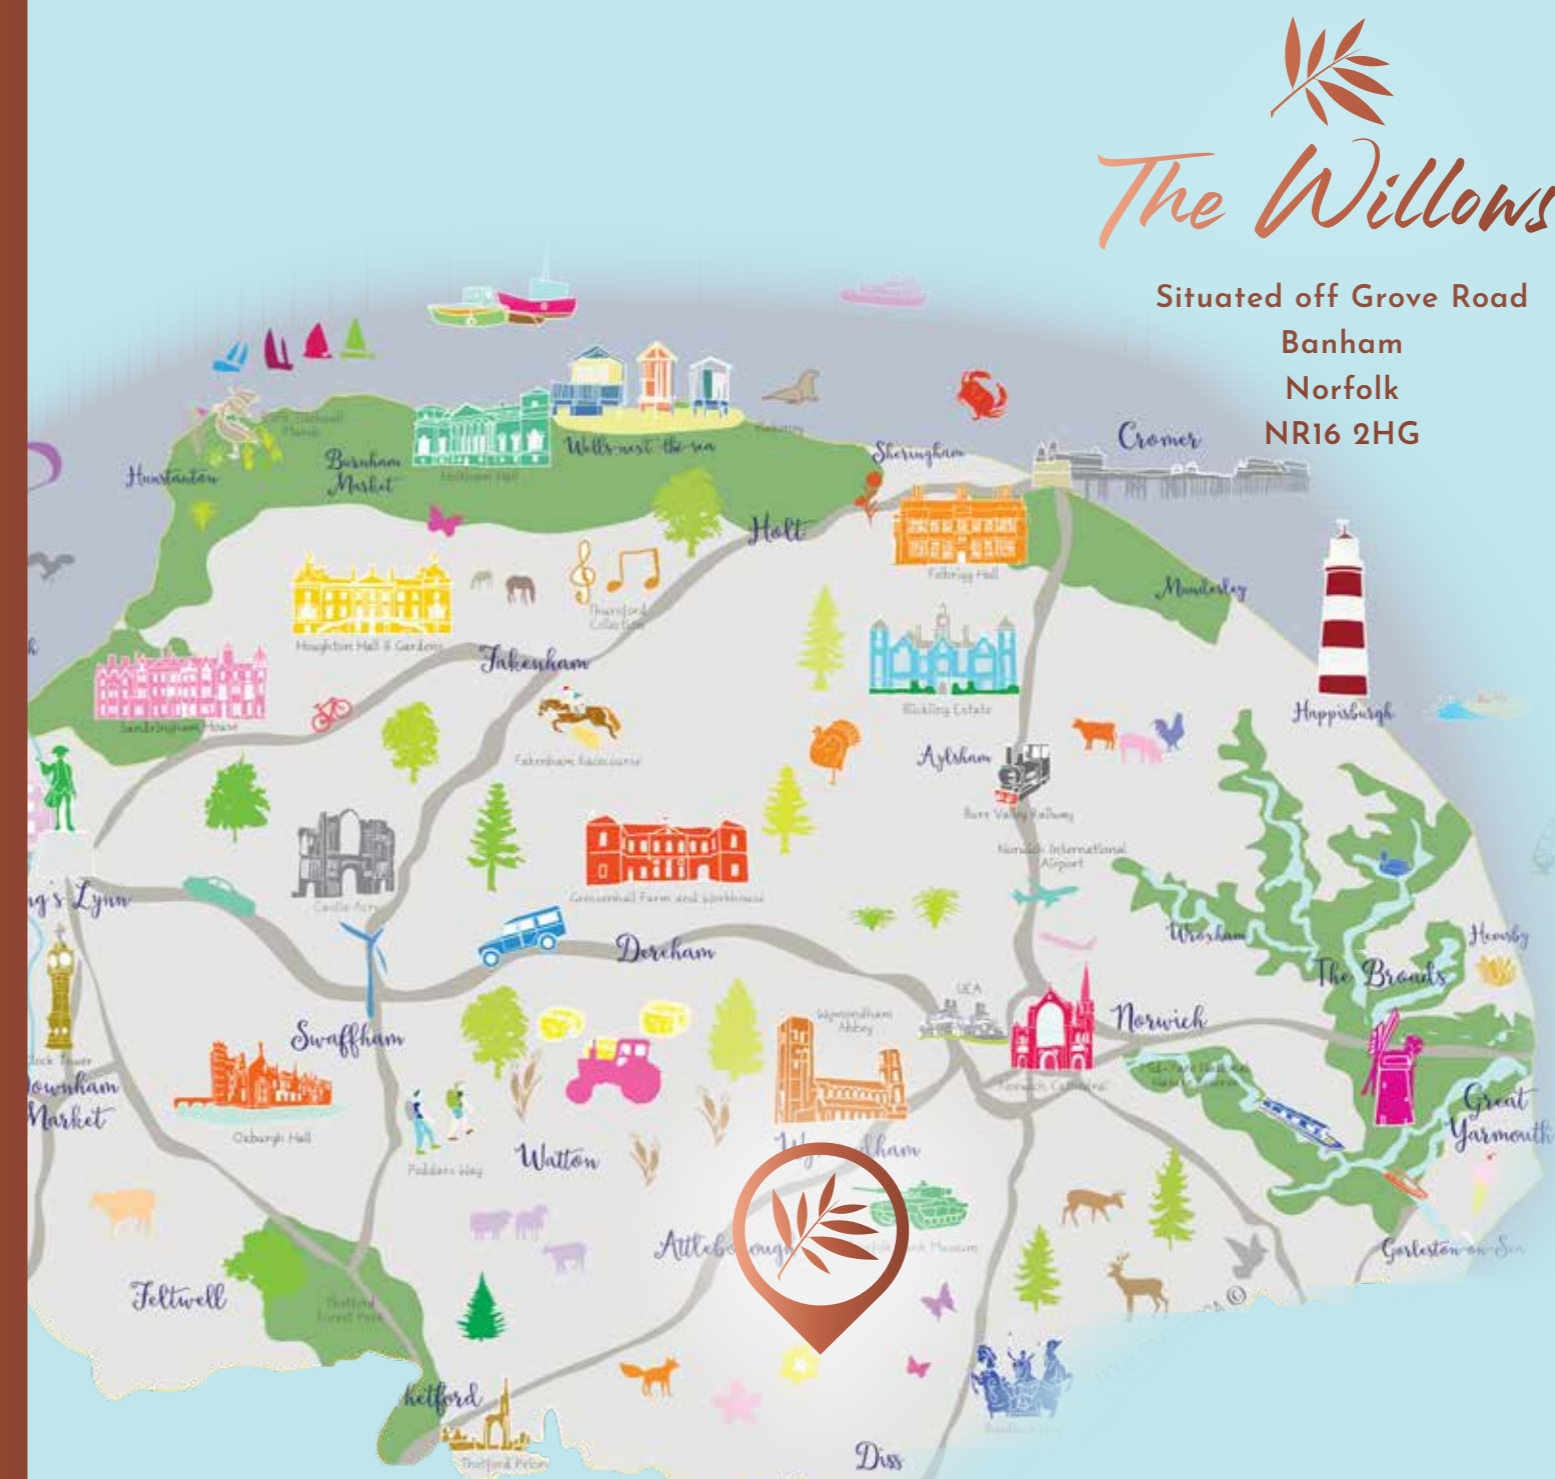 The Willows
Situated off Grove Road
Banham
Norfolk
NR16 2HG
Cromer
Sheringham
Wells-next-the-sea
Hunstanton
Burnham
Market
Holkham Hall
Holt
Felbrigg Hall
Mundesley
Thursford
Collection
Houghton Hall & Gardens
Fakenham
Sandringham House
Blickling Estate
Happisburgh
Fakenham Racecourse
Aylsham
Bure Valley Railway
Norwich International
Airport
Castle Acre
Gressenhall Farm and Workhouse
Wroxham
Hemsby
Dereham
The Broads
UEA
Wymondham
Abbey
Norwich
Swaffham
Norwich Cathedral
Clock Tower
Downham
Market
Great
Yarmouth
Oxburgh Hall
Peddars Way
Watton
Attleborough
Gorleston-on-Sea
Feltwell
Thetford
Forest Park
Thetford Priory
Diss
©